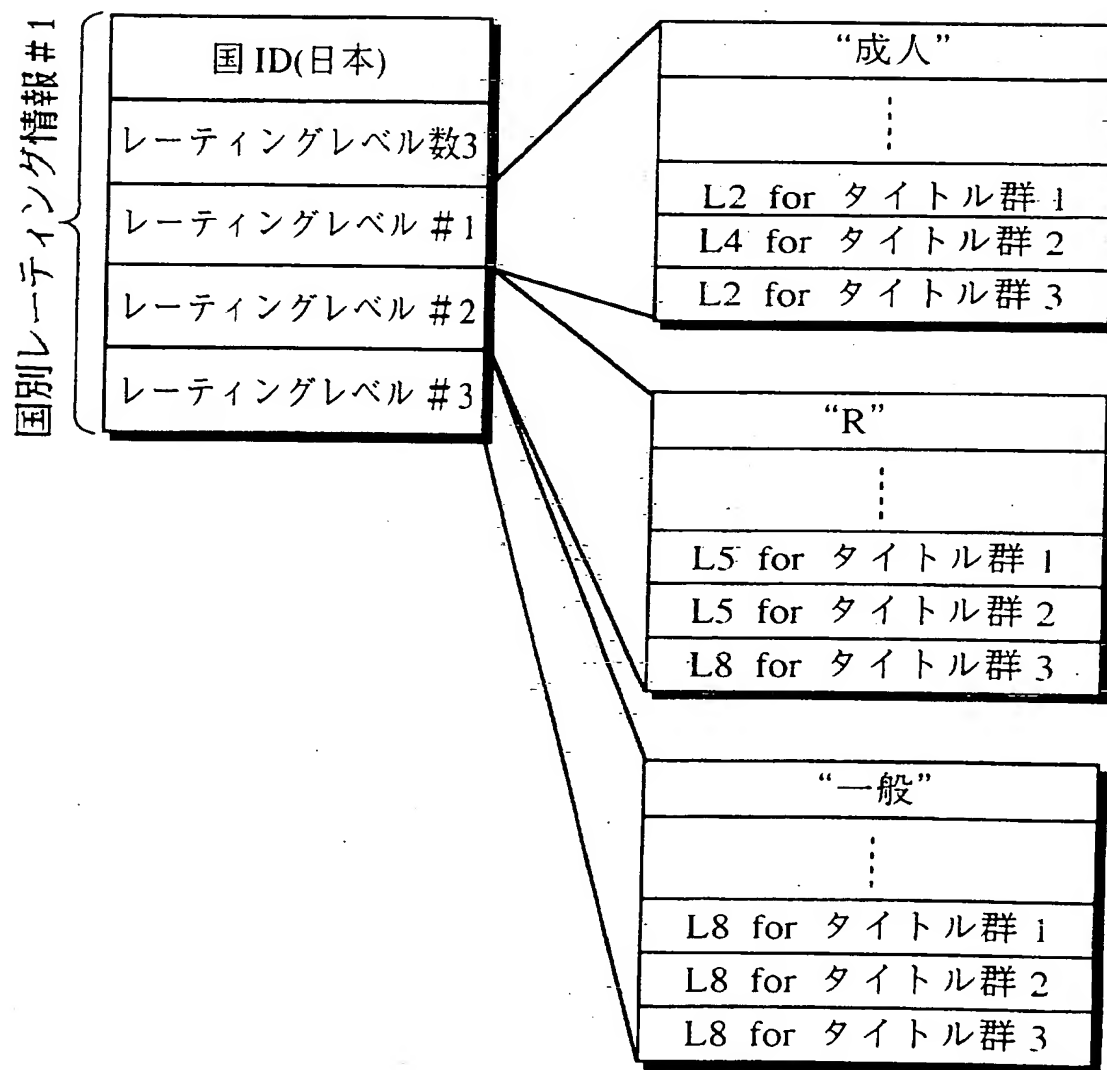 国別レーティング情報#1
国ID(日本)
レーティングレベル数3
レーティングレベル #1
レーティングレベル #2
レーティングレベル #3
“成人”
L2 for タイトル群 1
L4 for タイトル群 2
L2 for タイトル群 3
“R”
L5 for タイトル群 1
L5 for タイトル群 2
L8 for タイトル群 3
“一般”
L8 for タイトル群 1
L8 for タイトル群 2
L8 for タイトル群 3